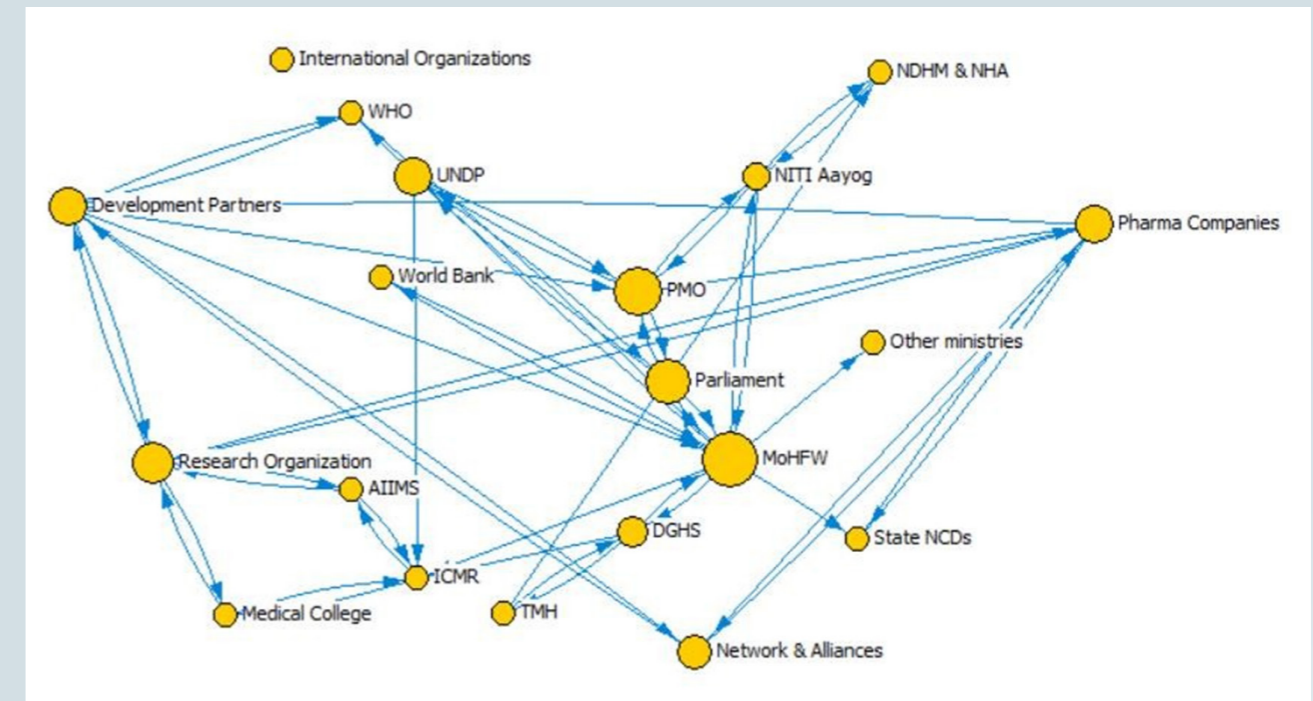 International Organizations
NDHM & NHA
WHO
UNDP
NITI Aayog
Development Partners
Pharma Companies
World Bank
PMO
Other ministries
Parliament
MoHFW
Research Organization
AIIMS
DGHS
State NCDs
ICMR
Medical College
TMH
Network & Alliances